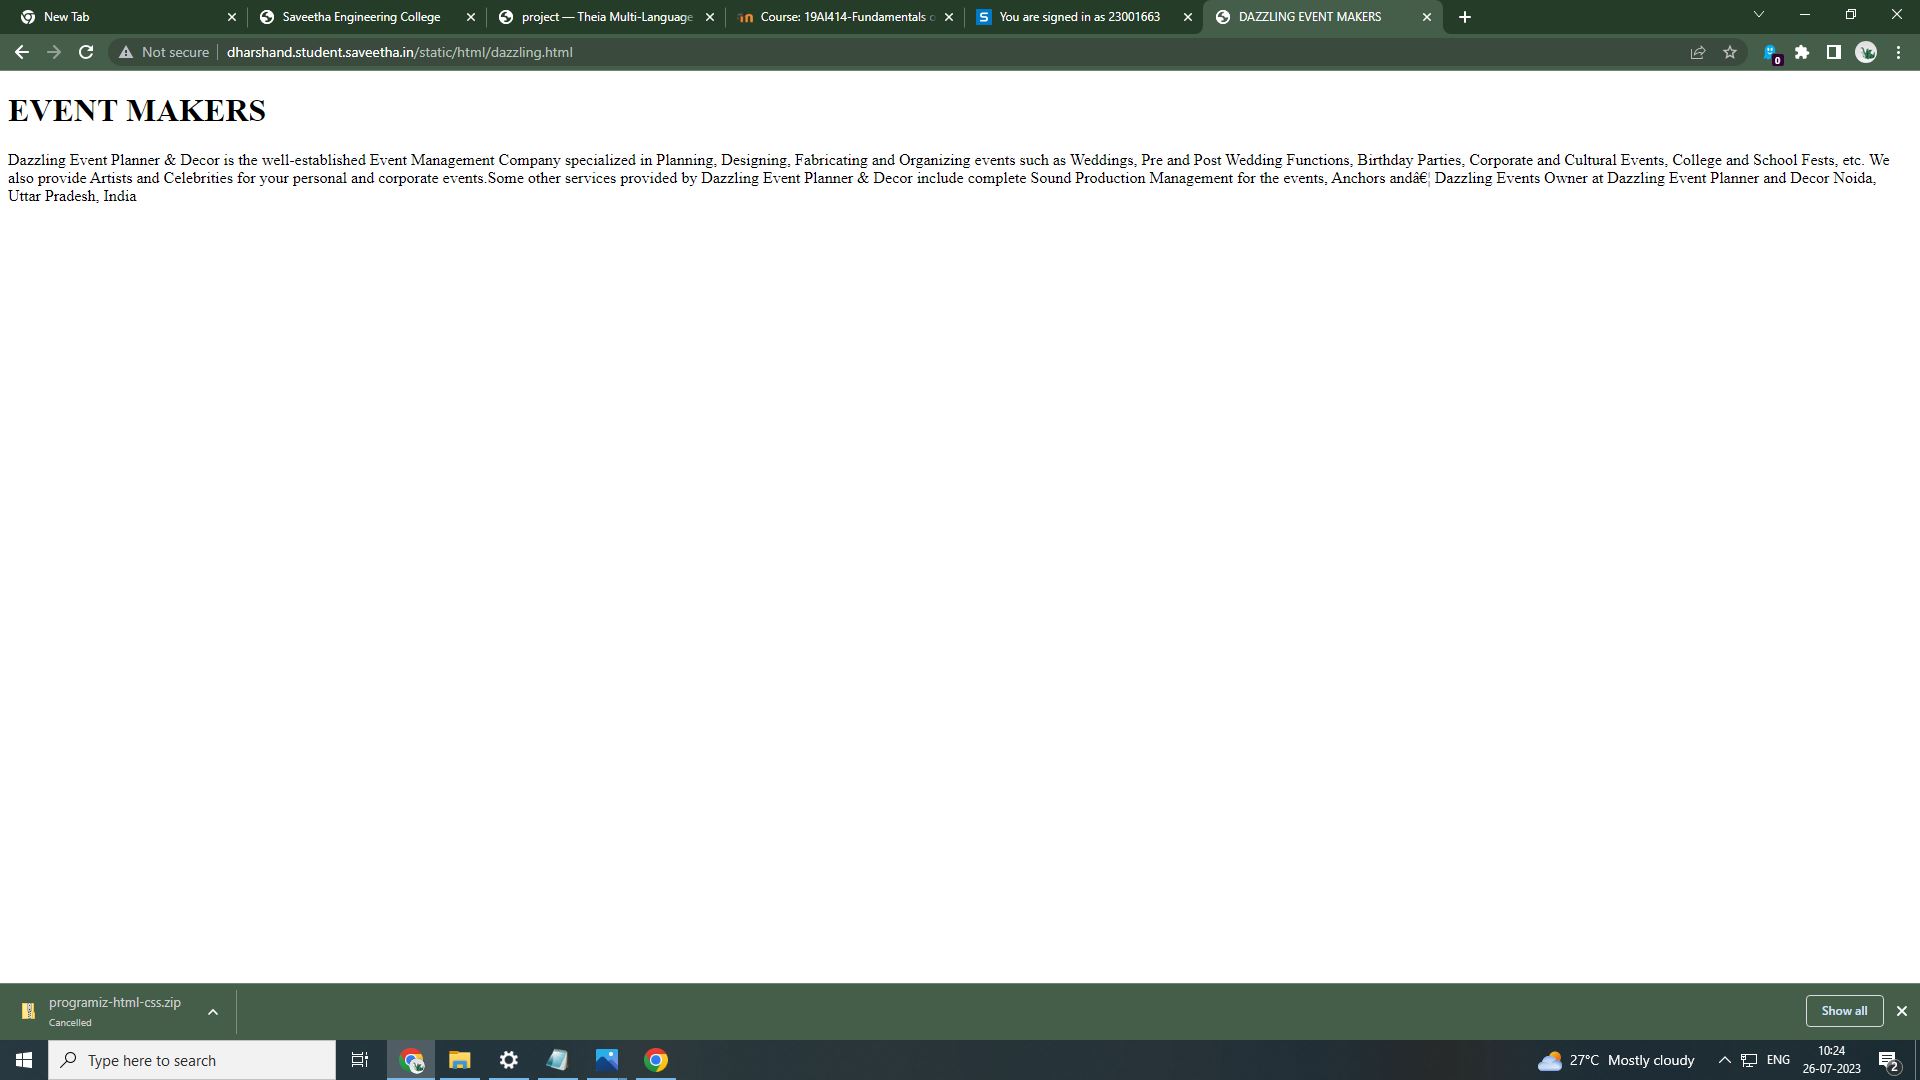 New Tab
Saveetha Engineering College
project — Theia Multi-Language
Course: 19AI414-Fundamentals o
S You are signed in as 23001663
DAZZLING EVENT MAKERS
Not secure dharshand.student.saveetha.in/static/html/dazzling.html
0
EVENT MAKERS
Dazzling Event Planner & Decor is the well-established Event Management Company specialized in Planning, Designing, Fabricating and Organizing events such as Weddings, Pre and Post Wedding Functions, Birthday Parties, Corporate and Cultural Events, College and School Fests, etc. We
also provide Artists and Celebrities for your personal and corporate events.Some other services provided by Dazzling Event Planner & Decor include complete Sound Production Management for the events, Anchors andâ€¦ Dazzling Events Owner at Dazzling Event Planner and Decor Noida,
Uttar Pradesh, India
programiz-html-css.zip
Cancelled
Show all
Type here to search
27°C Mostly cloudy
ENG
10:24
26-07-2023
2